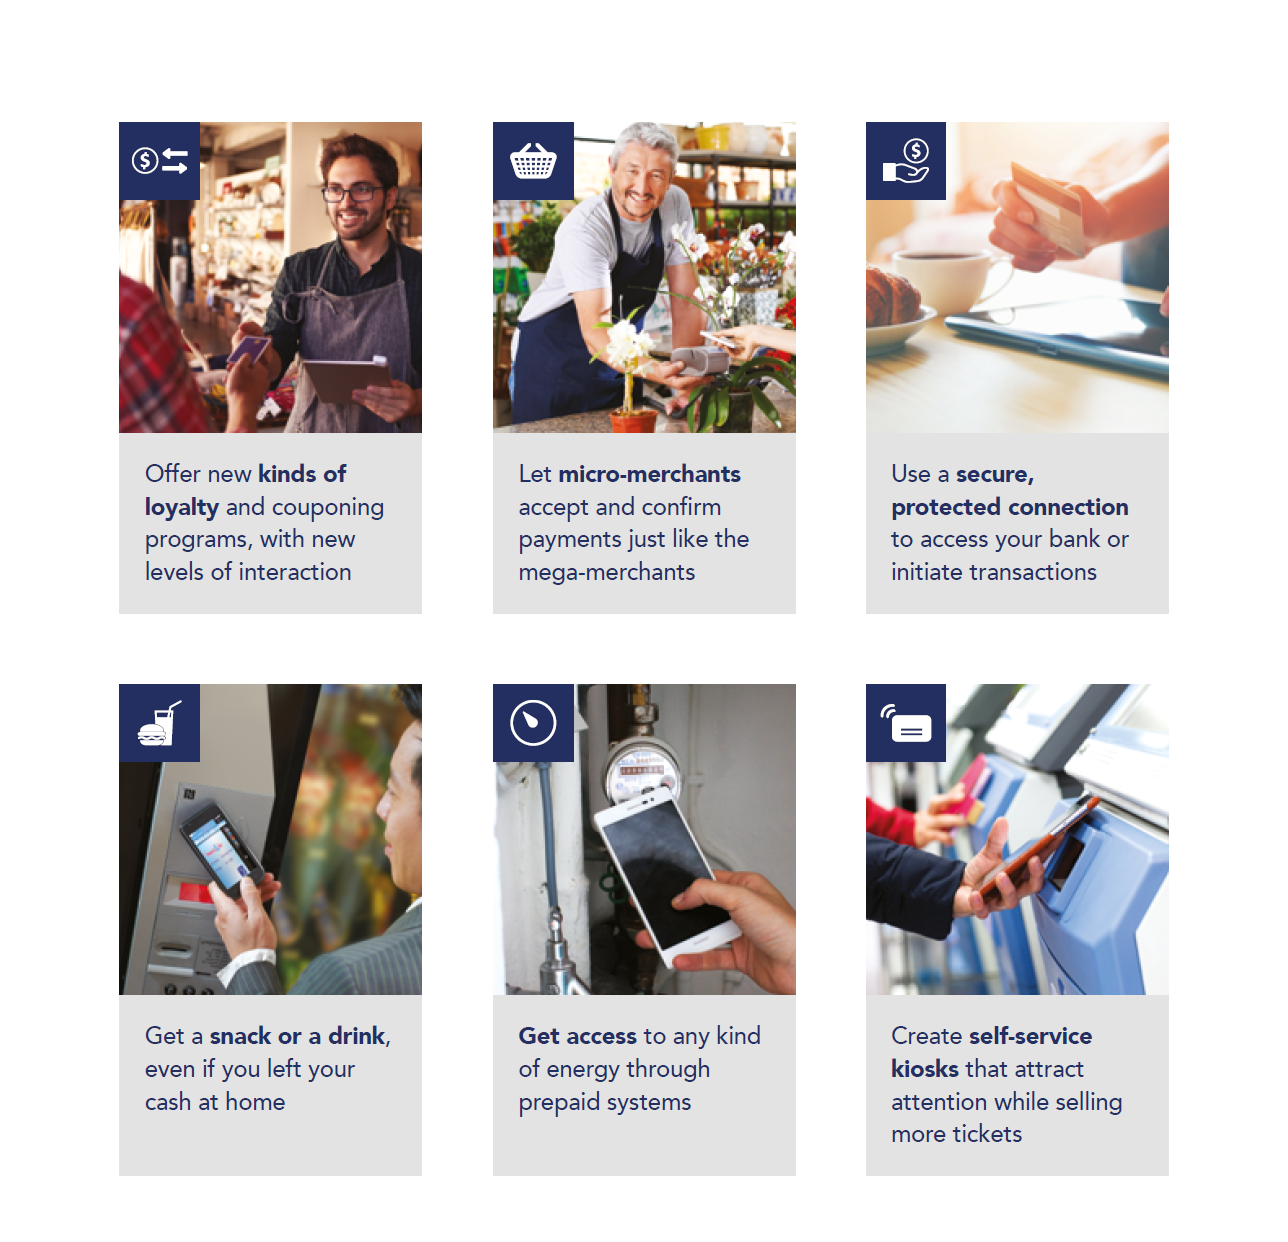 Offer new kinds of
loyalty and couponing
programs, with new
levels of interaction
Let micro-merchants
accept and confirm
payments just like the
mega-merchants
Use a secure,
protected connection
to access your bank or
initiate transactions
Get a snack or a drink,
even if you left your
cash at home
Get access to any kind
of energy through
prepaid systems
Create self-service
kiosks that attract
attention while selling
more tickets